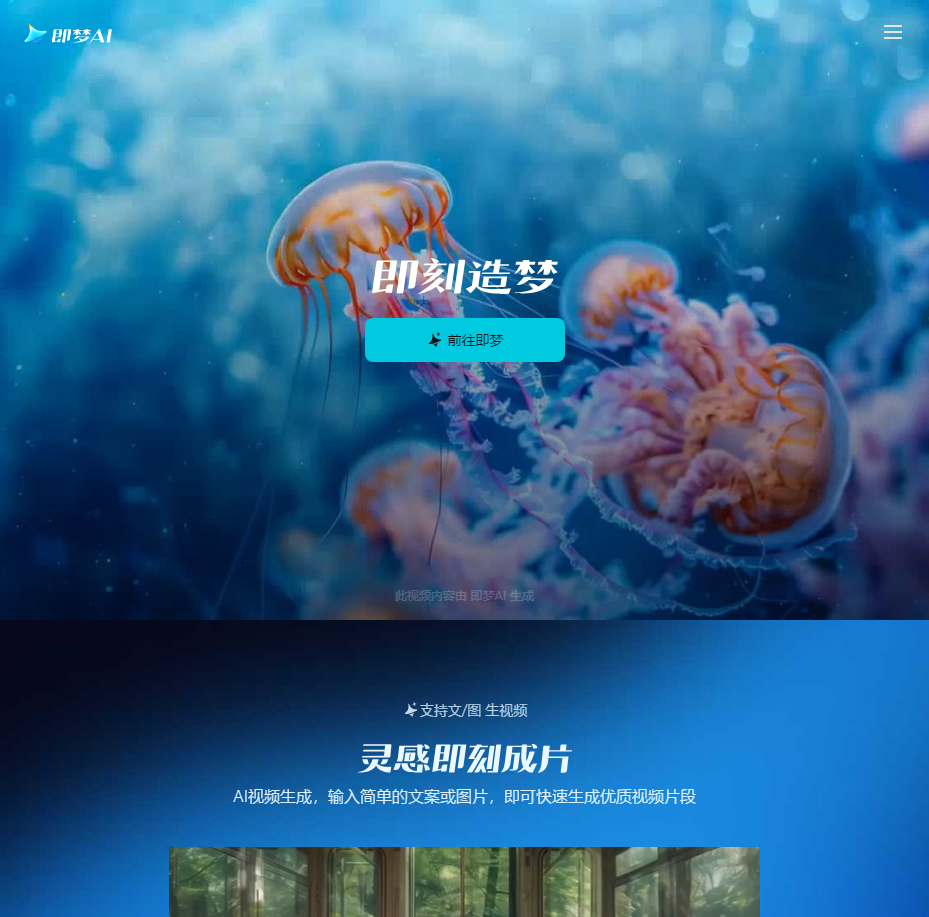 即梦AI
即刻造梦
前往即梦
此视频内容由 即梦AI 生成
支持文/图 生视频
灵感即刻成片
AI视频生成，输入简单的文案或图片，即可快速生成优质视频片段